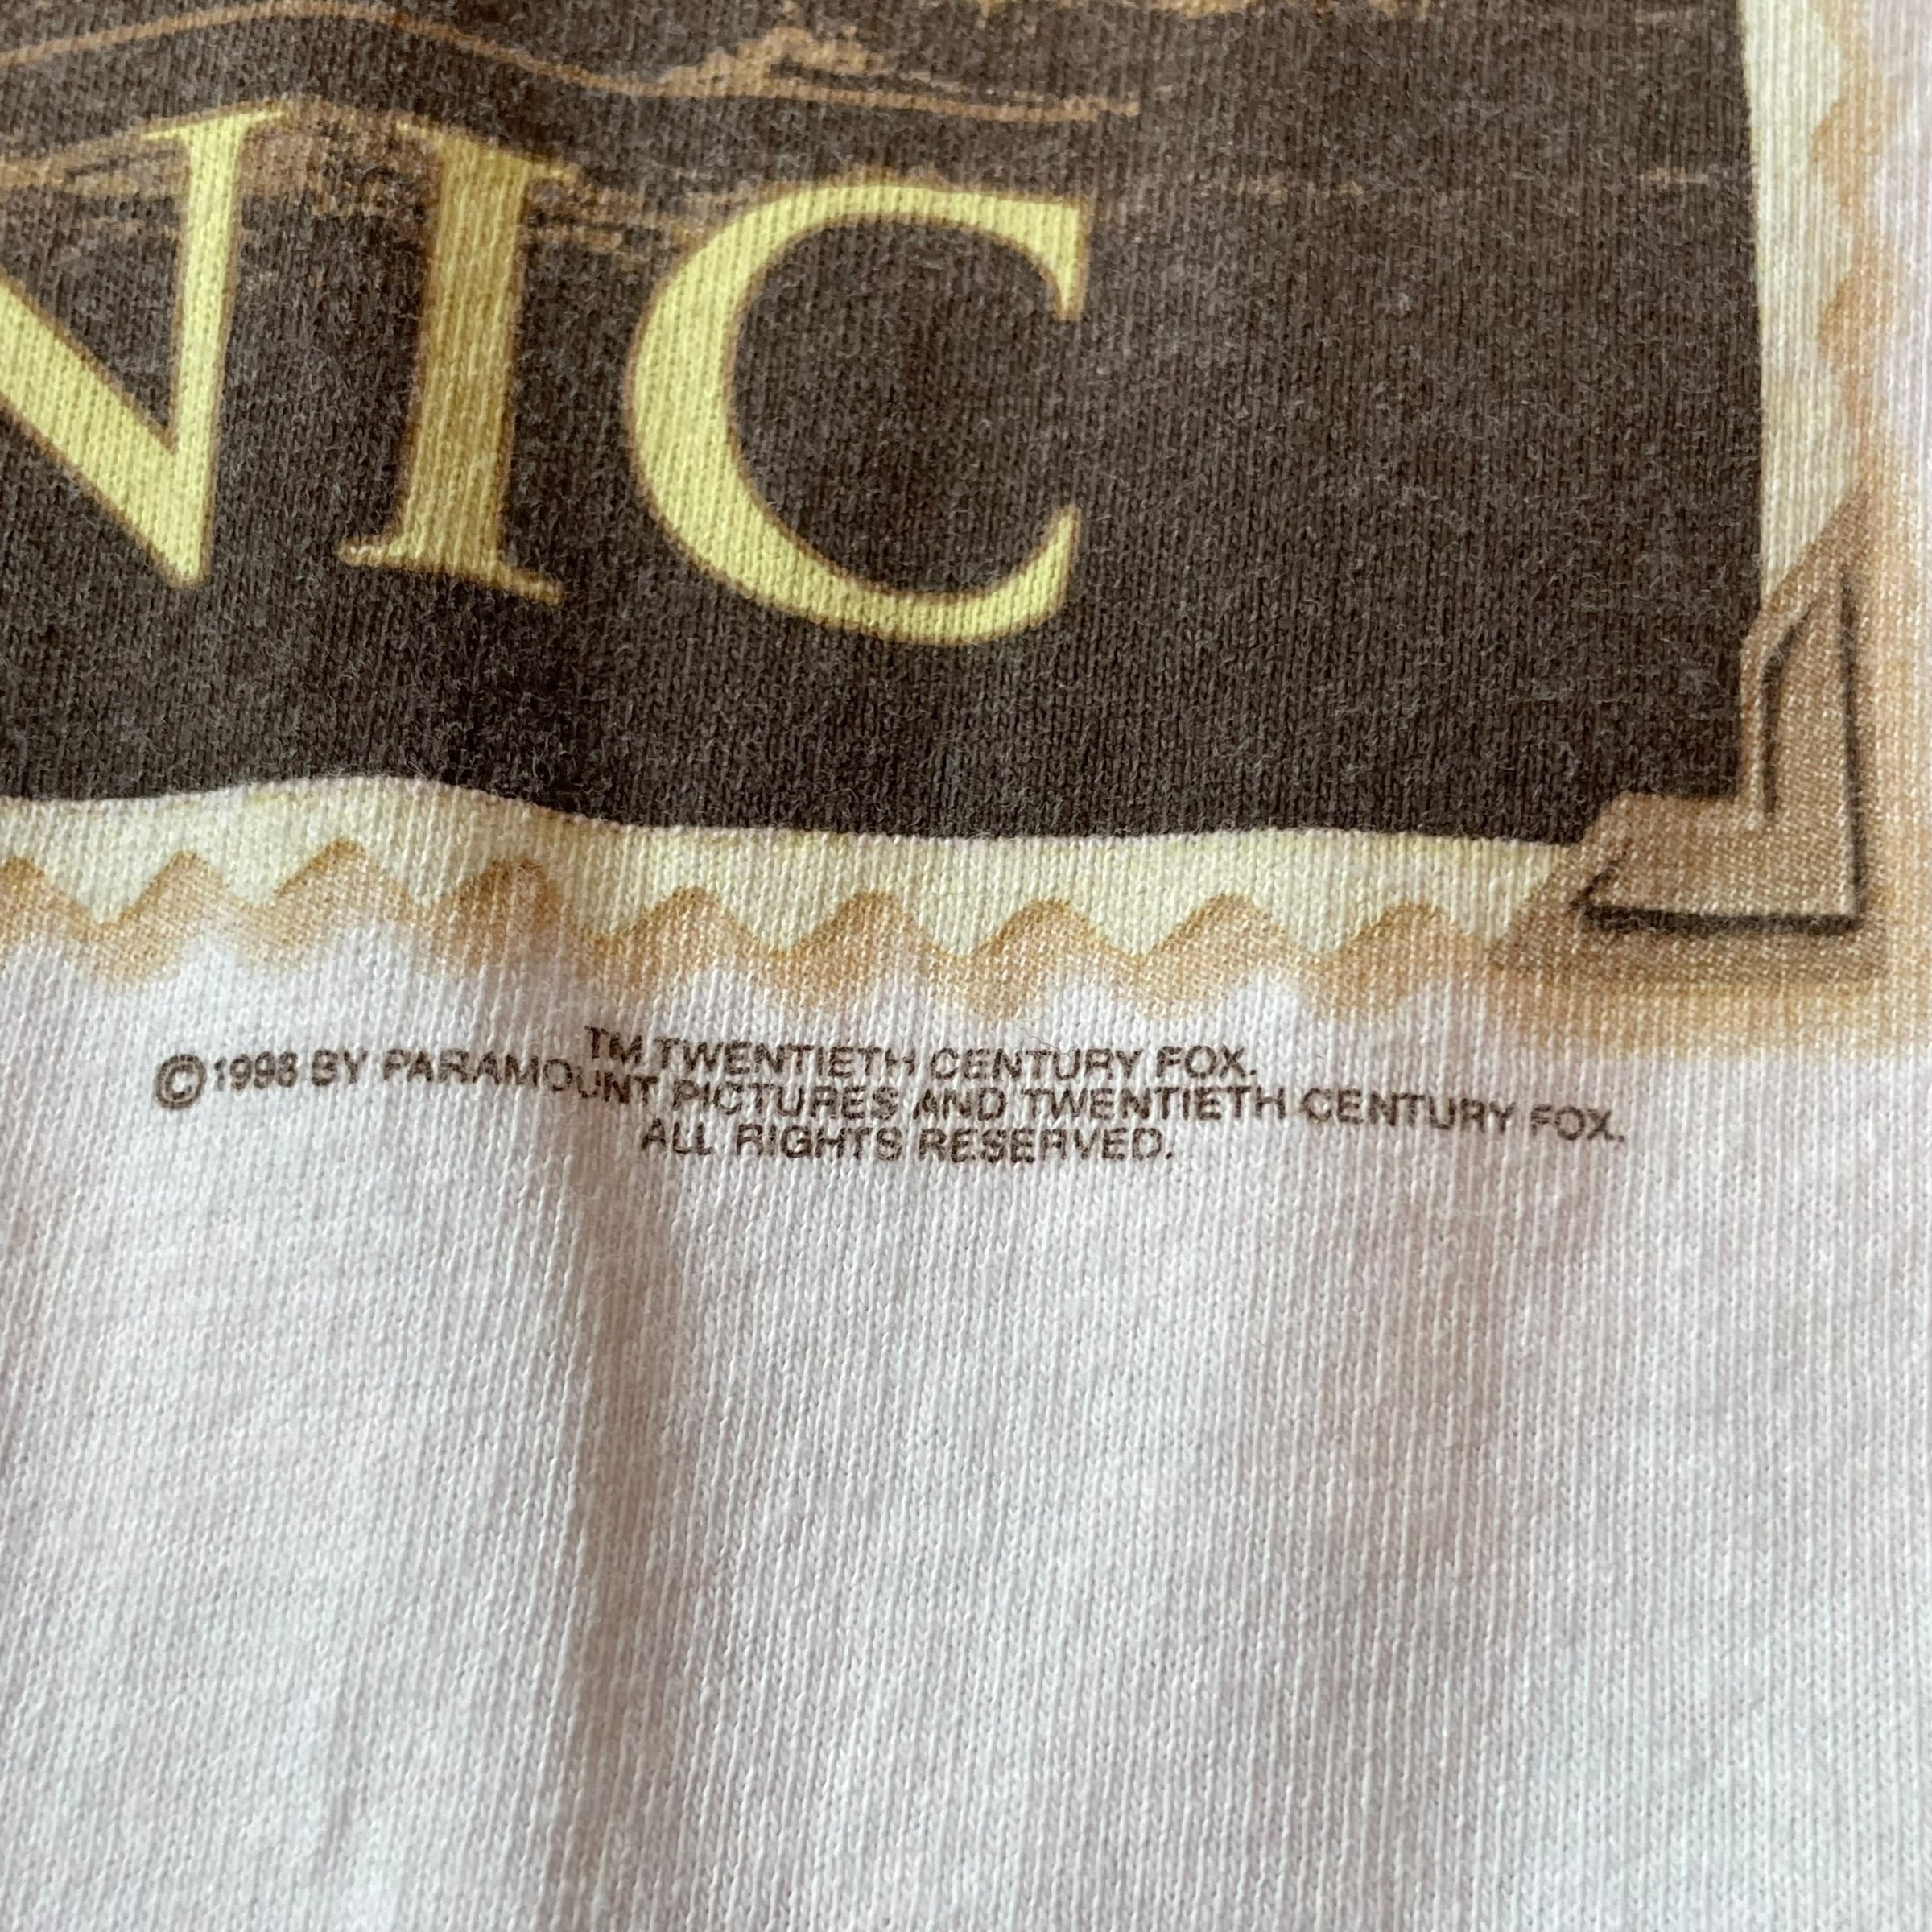 NIC
TM TWENTIETH CENTURY FOX.
©1998 BY PARAMOUNT PICTURES AND TWENTIETH CENTURY FOX.
ALL RIGHTS RESERVED.